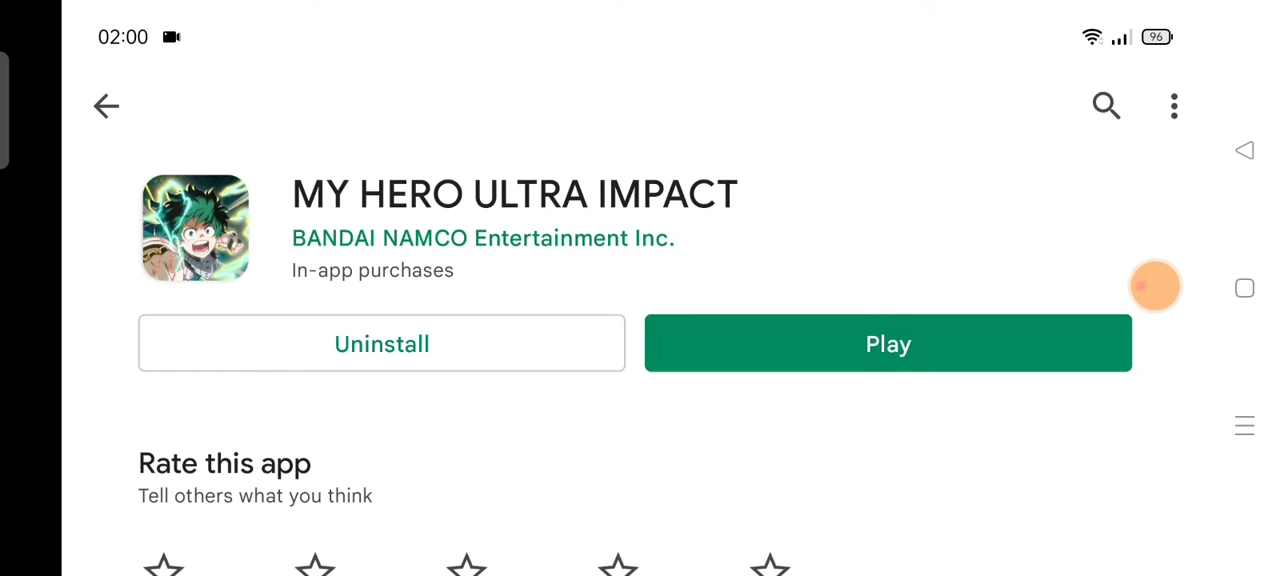 02:00
96
MY HERO ULTRA IMPACT
BANDAI NAMCO Entertainment Inc.
In-app purchases
Uninstall
Play
Rate this app
Tell others what you think